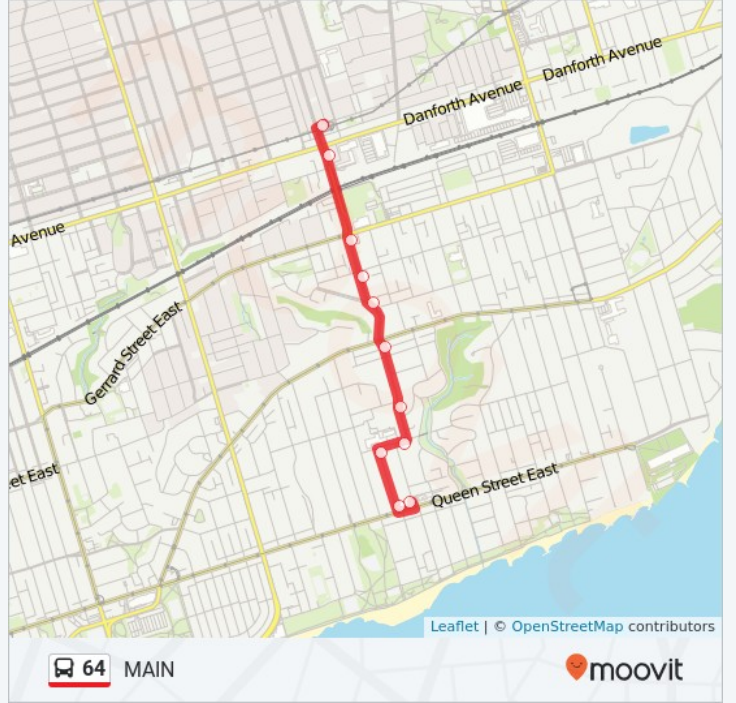 Danforth Avenue
Danforth Avenue
Avenue
Gerrard Street East
et East
Queen Street East
Leaflet | © OpenStreetMap contributors
64 MAIN
moovit